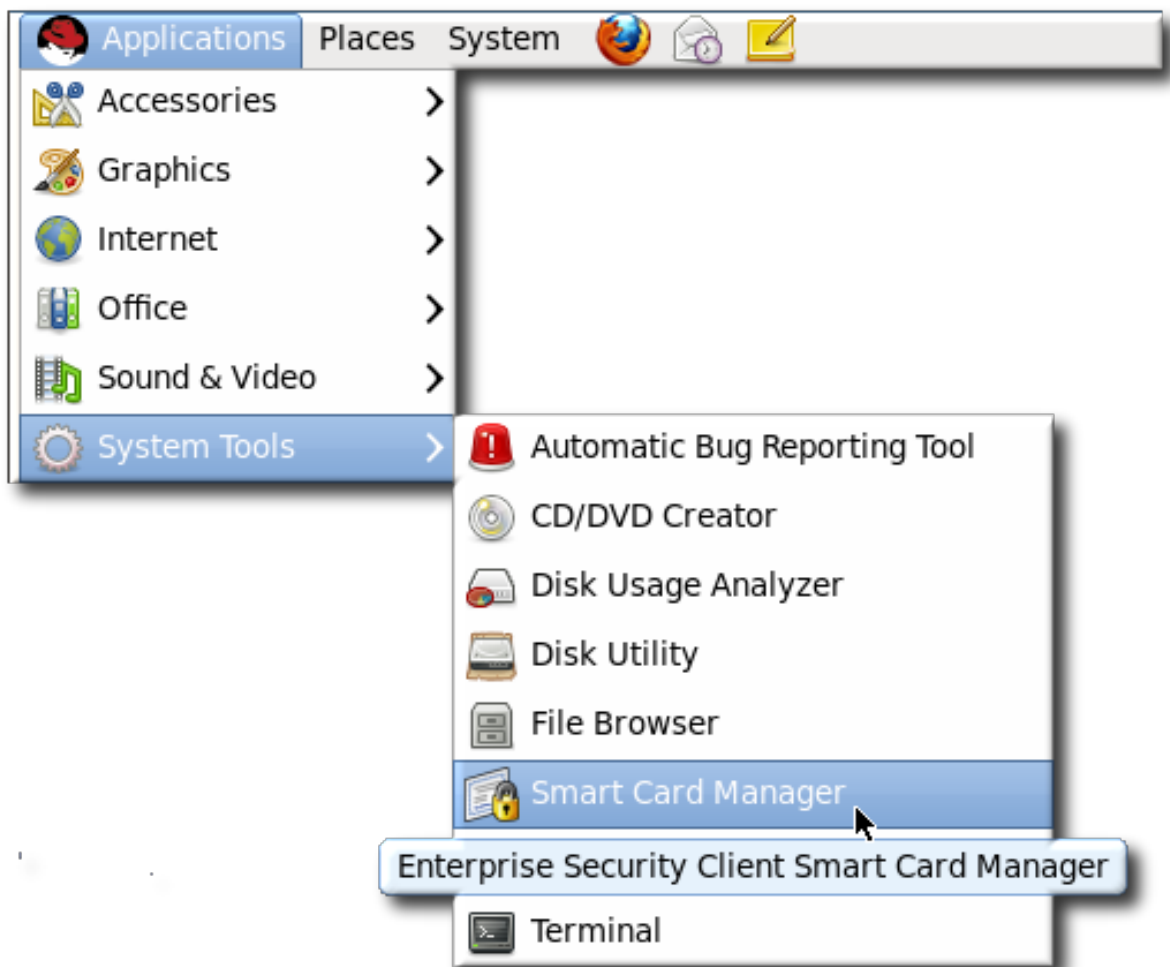 Applications Places System
Accessories
Graphics
Internet
Office
Sound & Video
System Tools
Automatic Bug Reporting Tool
CD/DVD Creator
Disk Usage Analyzer
Disk Utility
File Browser
Smart Card Manager
Enterprise Security Client Smart Card Manager
Terminal